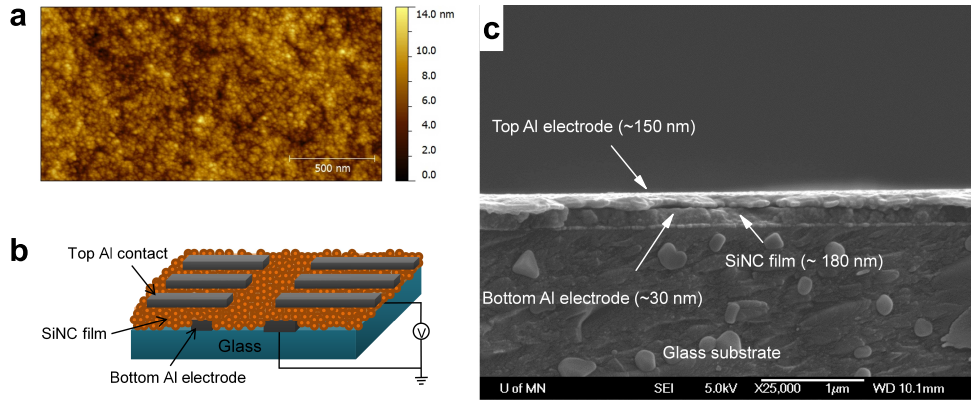 a
14.0 nm
10.0
8.0
6.0
4.0
2.0
0.0
500 nm
b
Top Al contact
SiNC film
Glass
Bottom Al electrode
V
c
Top Al electrode (~150 nm)
SiNC film (~ 180 nm)
Bottom Al electrode (~30 nm)
Glass substrate
U of MN SEI 5.0kV X25,000 1μm WD 10.1mm